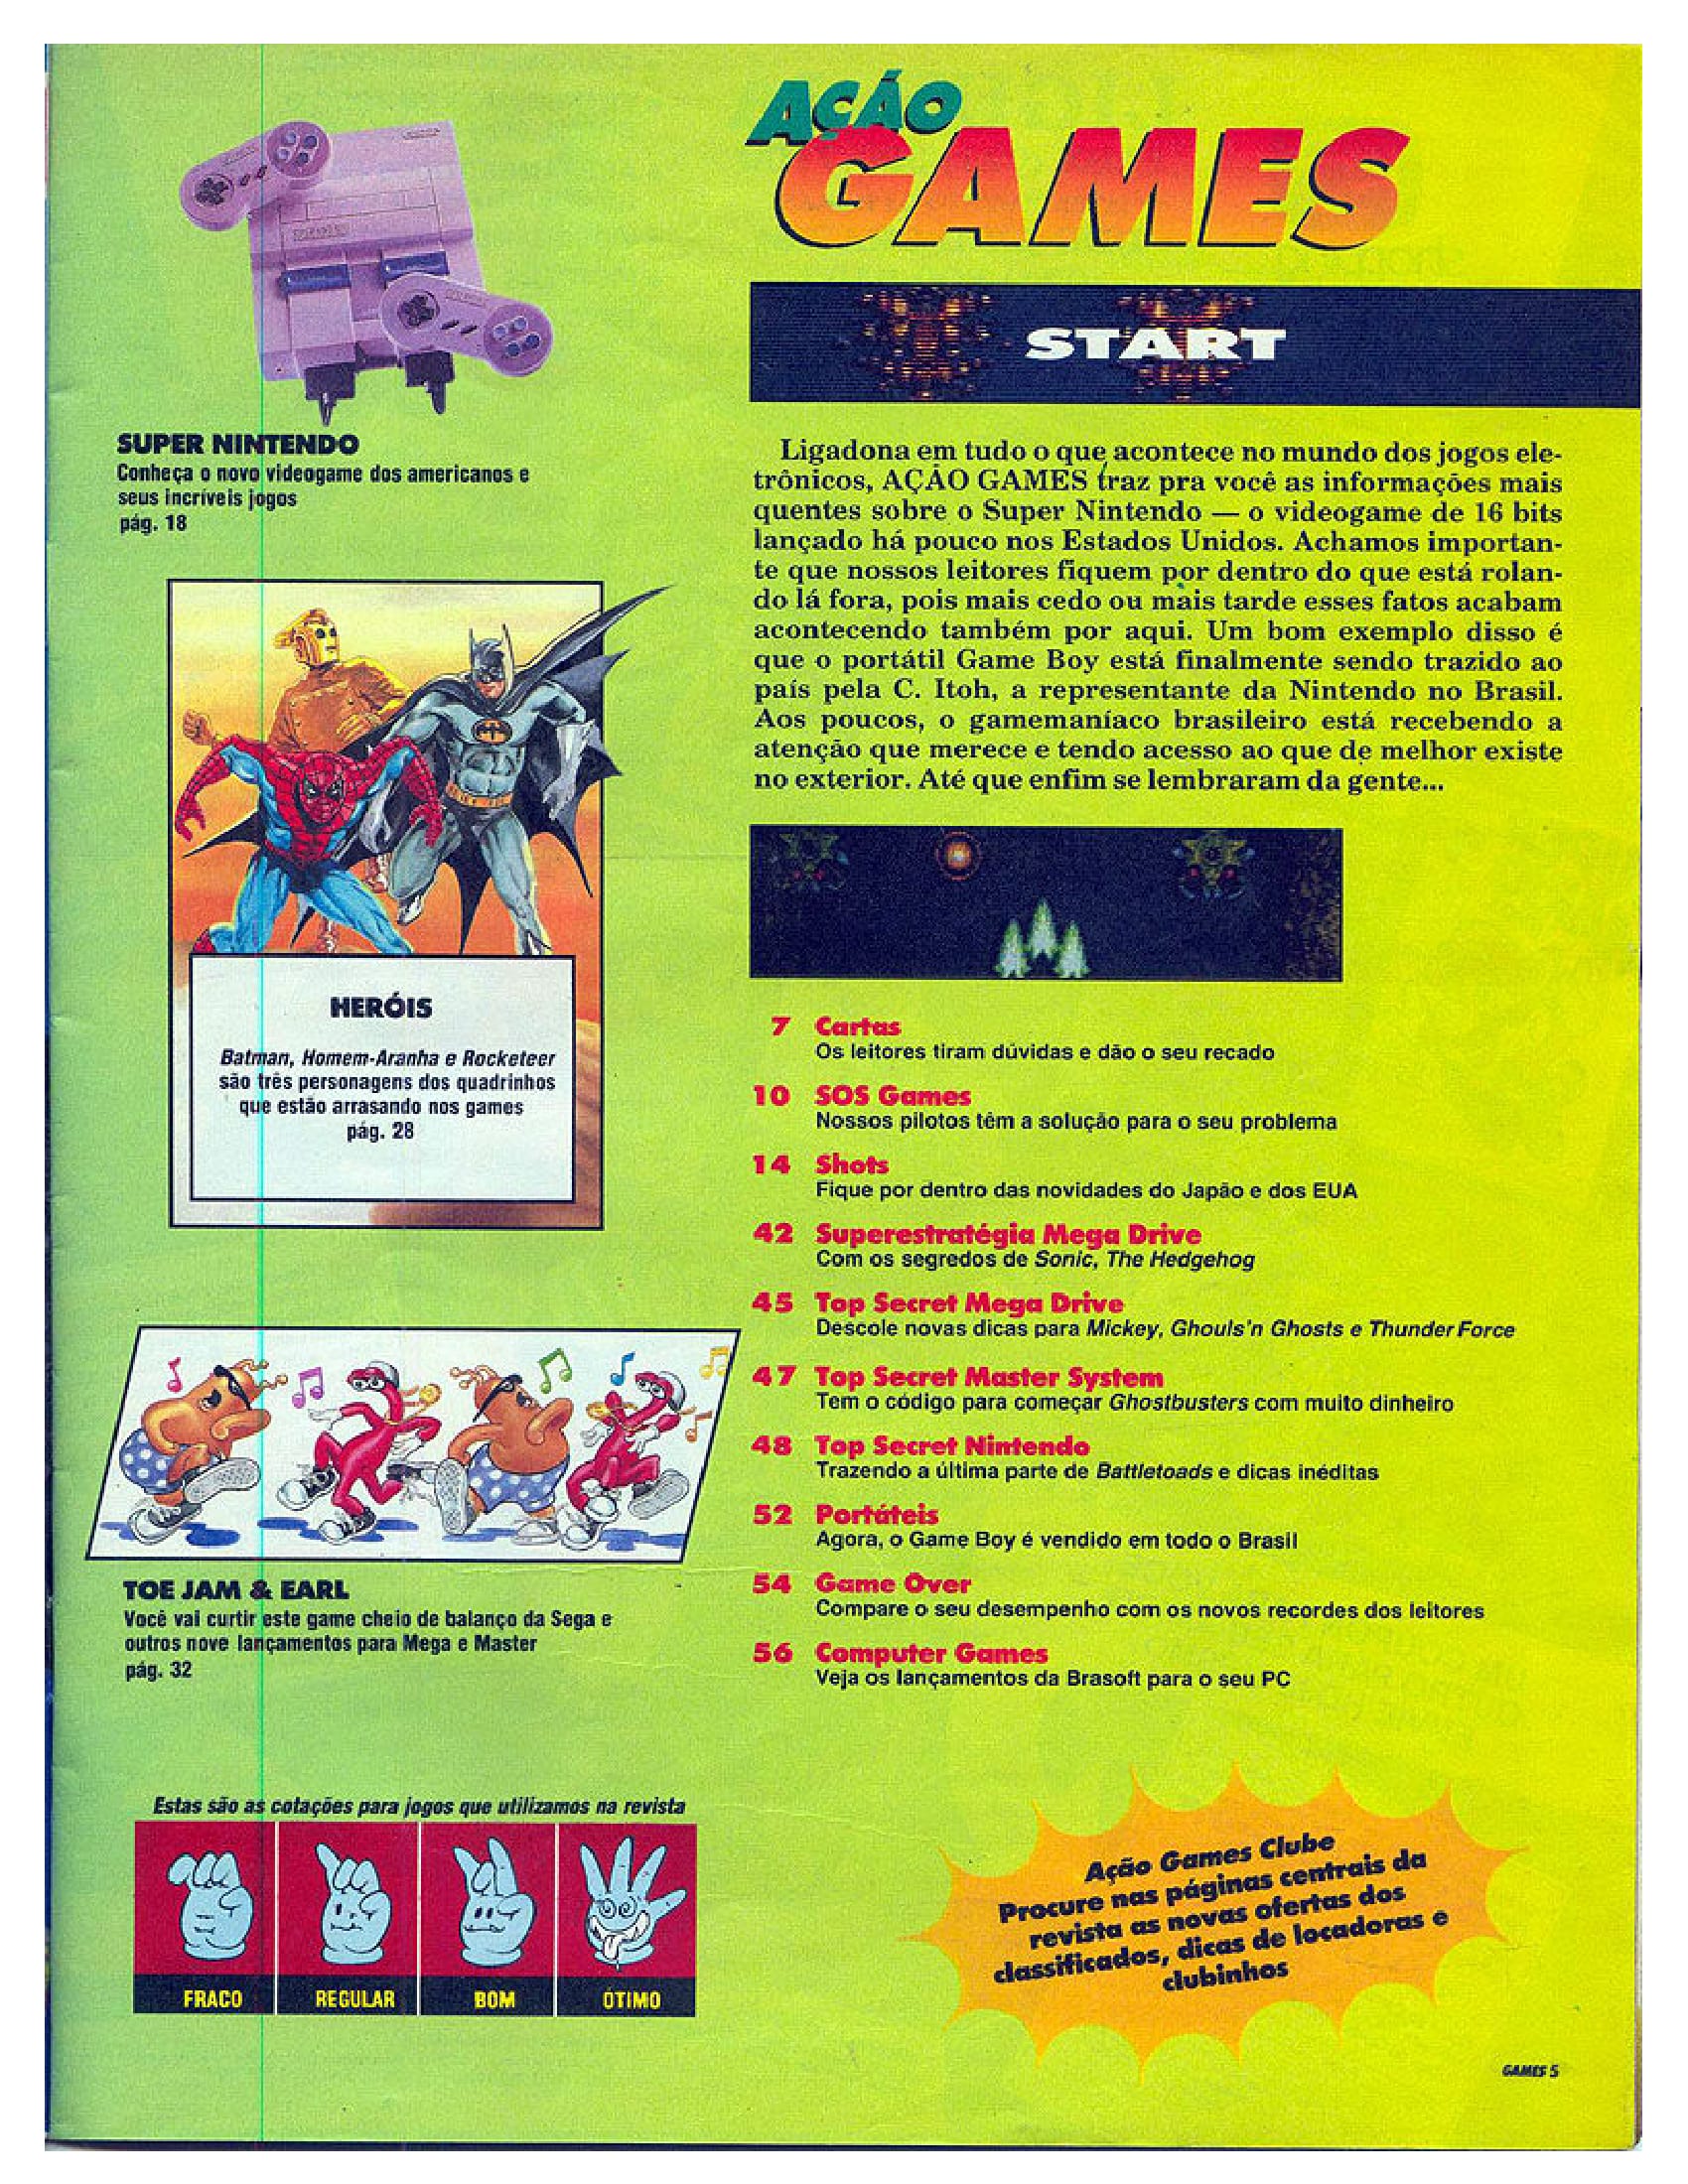 AÇÃO
GAMES
START
SUPER NINTENDO
Conheça o novo videogame dos americanos e
seus incríveis jogos
pág. 18
Ligadona em tudo o que acontece no mundo dos jogos ele-
trônicos, AÇÃO GAMES traz pra você as informações mais
quentes sobre o Super Nintendo — o videogame de 16 bits
lançado há pouco nos Estados Unidos. Achamos importan-
te que nossos leitores fiquem por dentro do que está rolan-
do lá fora, pois mais cedo ou mais tarde esses fatos acabam
acontecendo também por aqui. Um bom exemplo disso é
que o portátil Game Boy está finalmente sendo trazido ao
país pela C. Itoh, a representante da Nintendo no Brasil.
Aos poucos, o gamemaníaco brasileiro está recebendo a
atenção que merece e tendo acesso ao que de melhor existe
no exterior. Até que enfim se lembraram da gente...
HERÓIS
Batman, Homem-Aranha e Rocketeer
são três personagens dos quadrinhos
que estão arrasando nos games
pág. 28
7 Cartas
Os leitores tiram dúvidas e dão o seu recado
10 SOS Games
Nossos pilotos têm a solução para o seu problema
14 Shots
Fique por dentro das novidades do Japão e dos EUA
42 Superestratégia Mega Drive
Com os segredos de Sonic, The Hedgehog
45 Top Secret Mega Drive
Descole novas dicas para Mickey, Ghouls'n Ghosts e Thunder Force
47 Top Secret Master System
Tem o código para começar Ghostbusters com muito dinheiro
48 Top Secret Nintendo
Trazendo a última parte de Battletoads e dicas inéditas
52 Portáteis
Agora, o Game Boy é vendido em todo o Brasil
54 Game Over
Compare o seu desempenho com os novos recordes dos leitores
56 Computer Games
Veja os lançamentos da Brasoft para o seu PC
TOE JAM & EARL
Você vai curtir este game cheio de balanço da Sega e
outros nove lançamentos para Mega e Master
pág. 32
Estas são as cotações para jogos que utilizamos na revista
FRACO REGULAR BOM ÓTIMO
Ação Games Clube
Procure nas páginas centrais da
revista as novas ofertas dos
classificados, dicas de locadoras e
clubinhos
GAMES 5